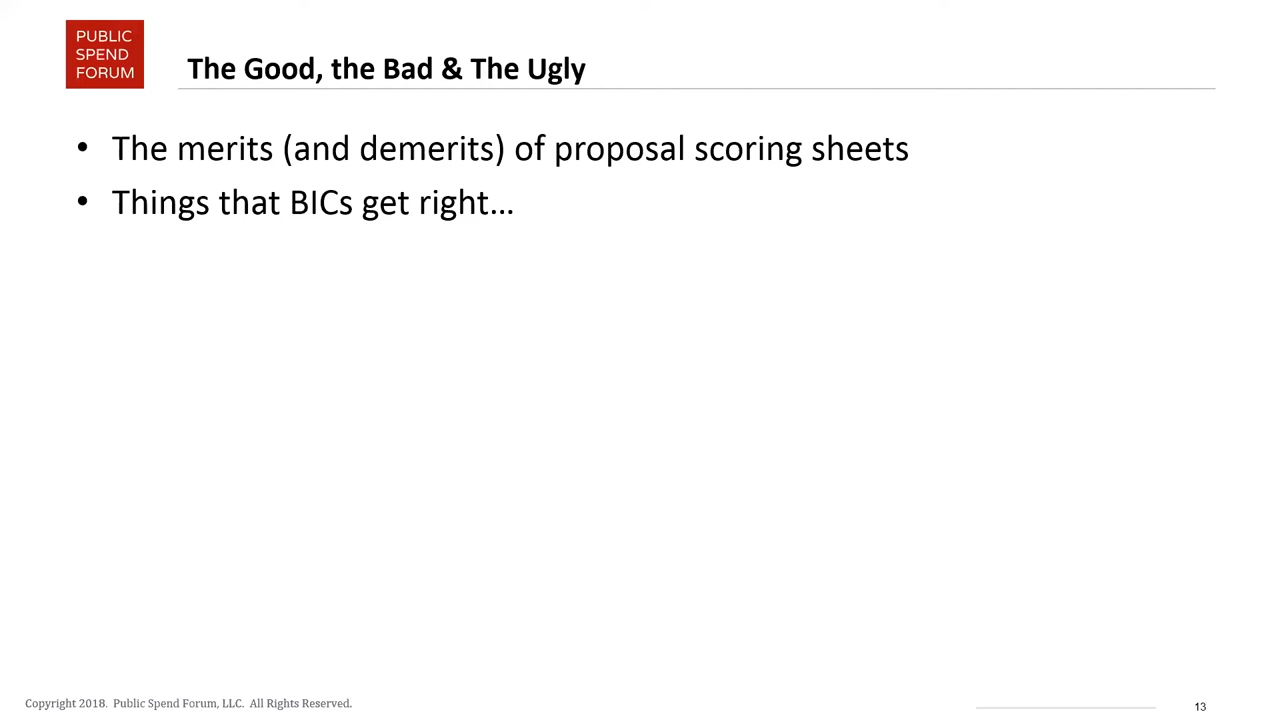 PUBLIC
SPEND
FORUM
The Good, the Bad & The Ugly
• The merits (and demerits) of proposal scoring sheets
• Things that BICs get right…
Copyright 2018. Public Spend Forum, LLC. All Rights Reserved.
13